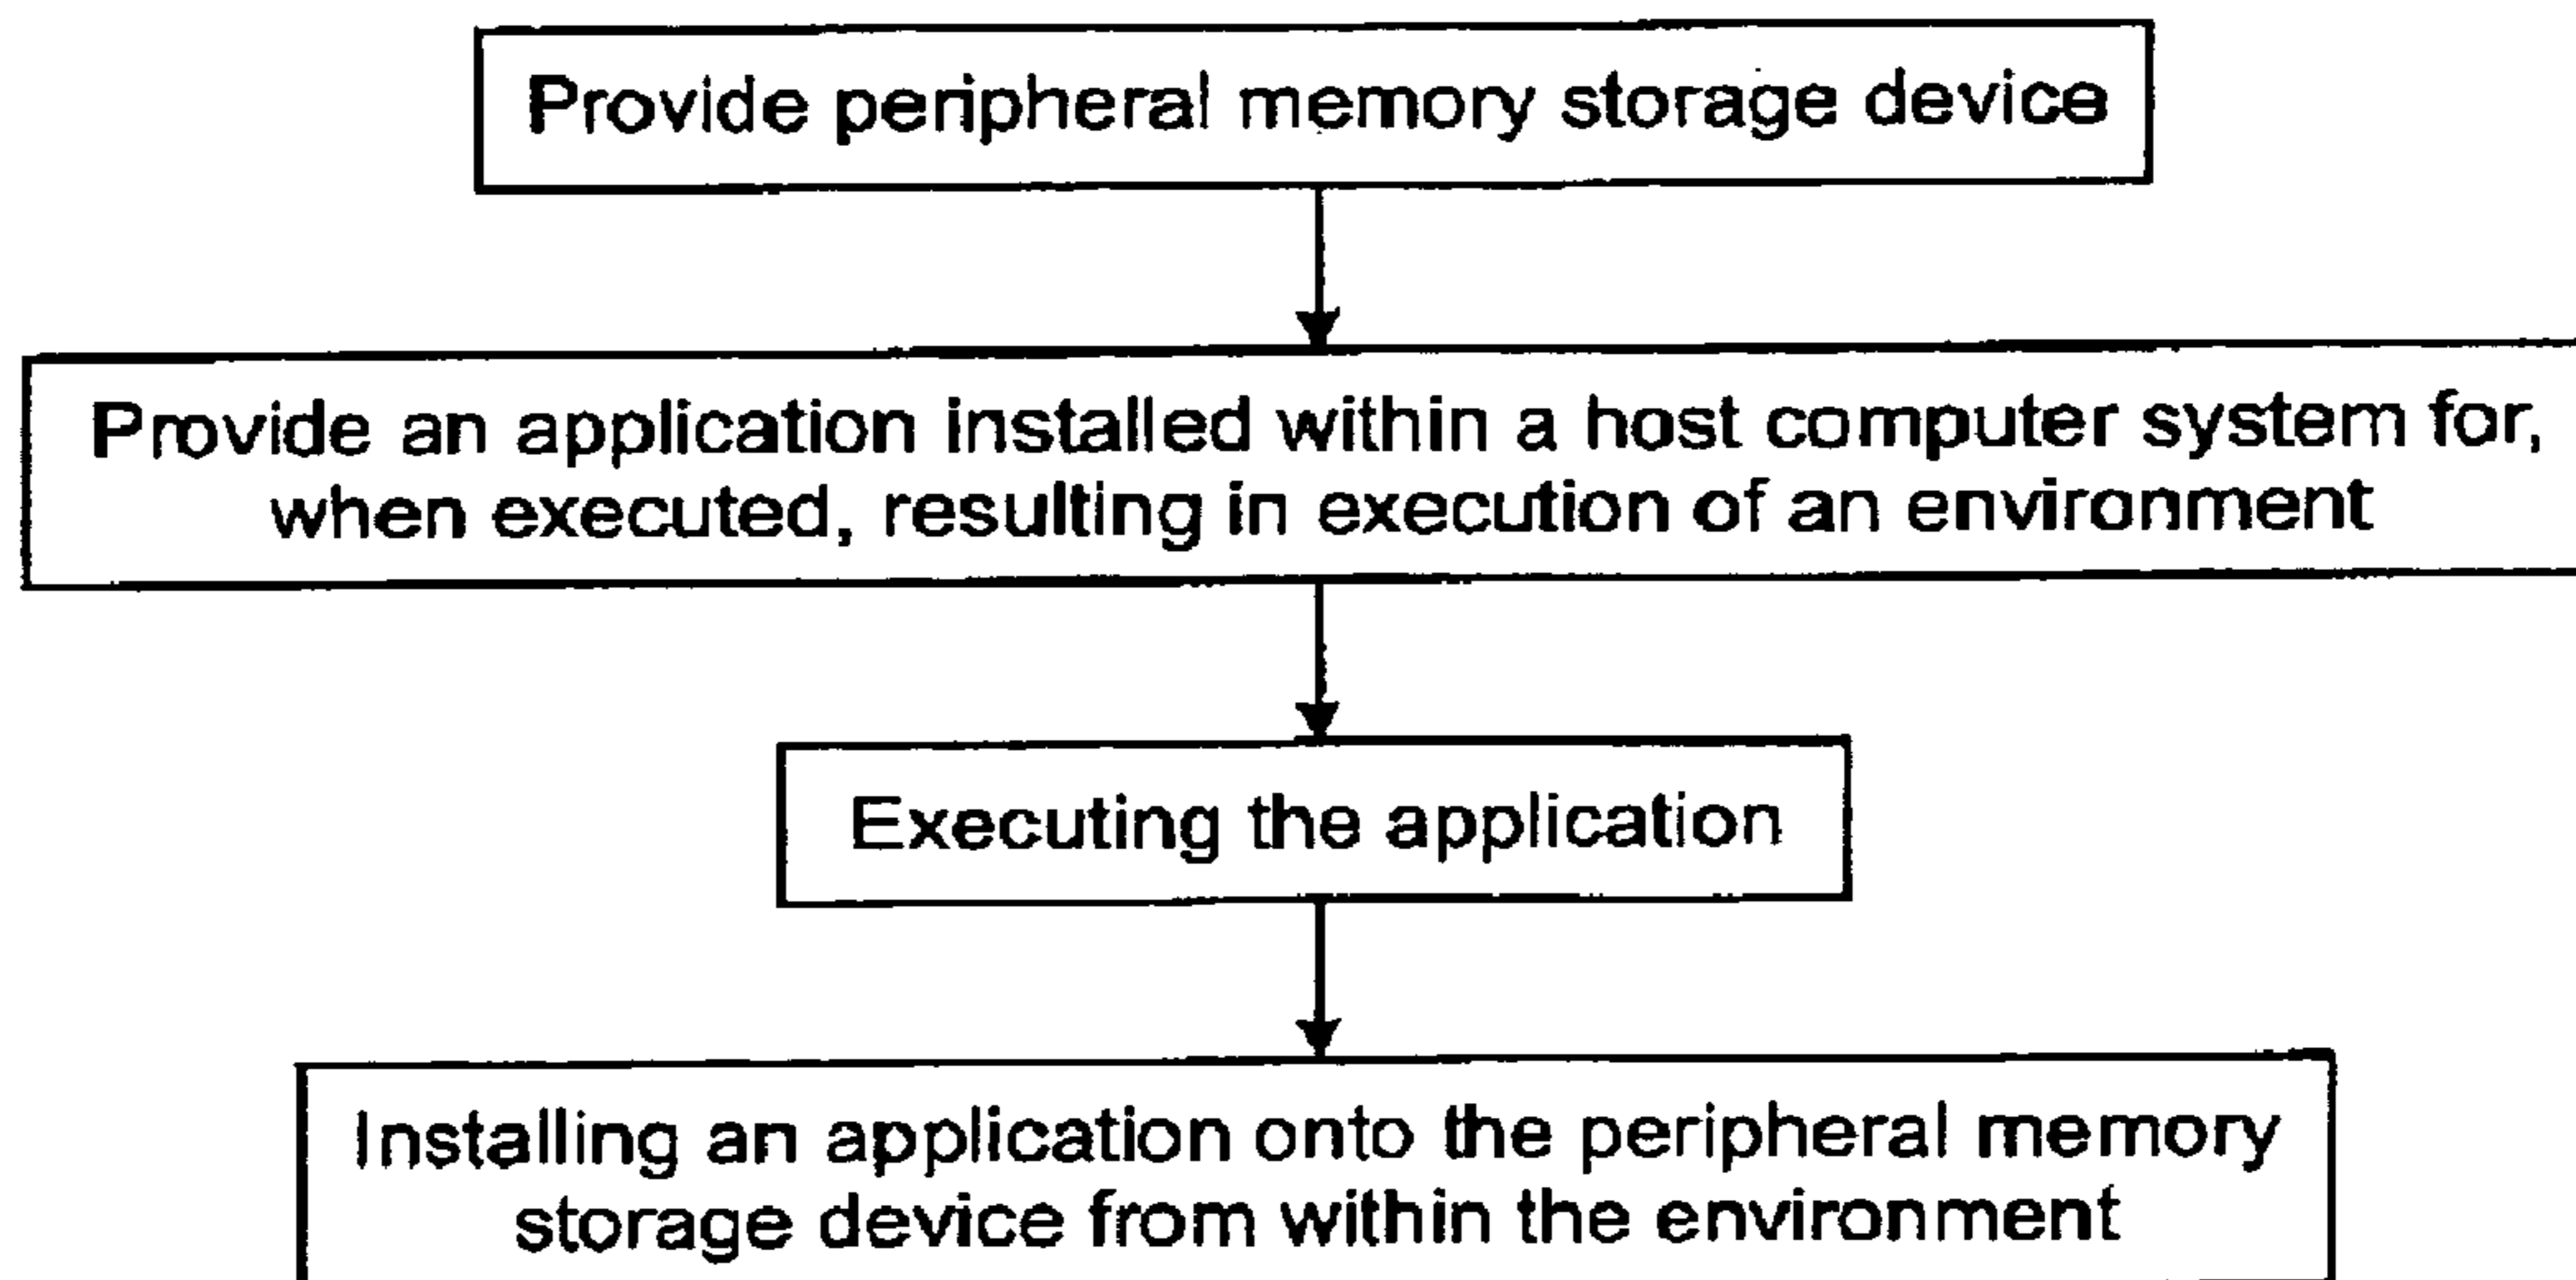 Provide peripheral memory storage device
Provide an application installed within a host computer system for,
when executed, resulting in execution of an environment
Executing the application
Installing an application onto the peripheral memory
storage device from within the environment